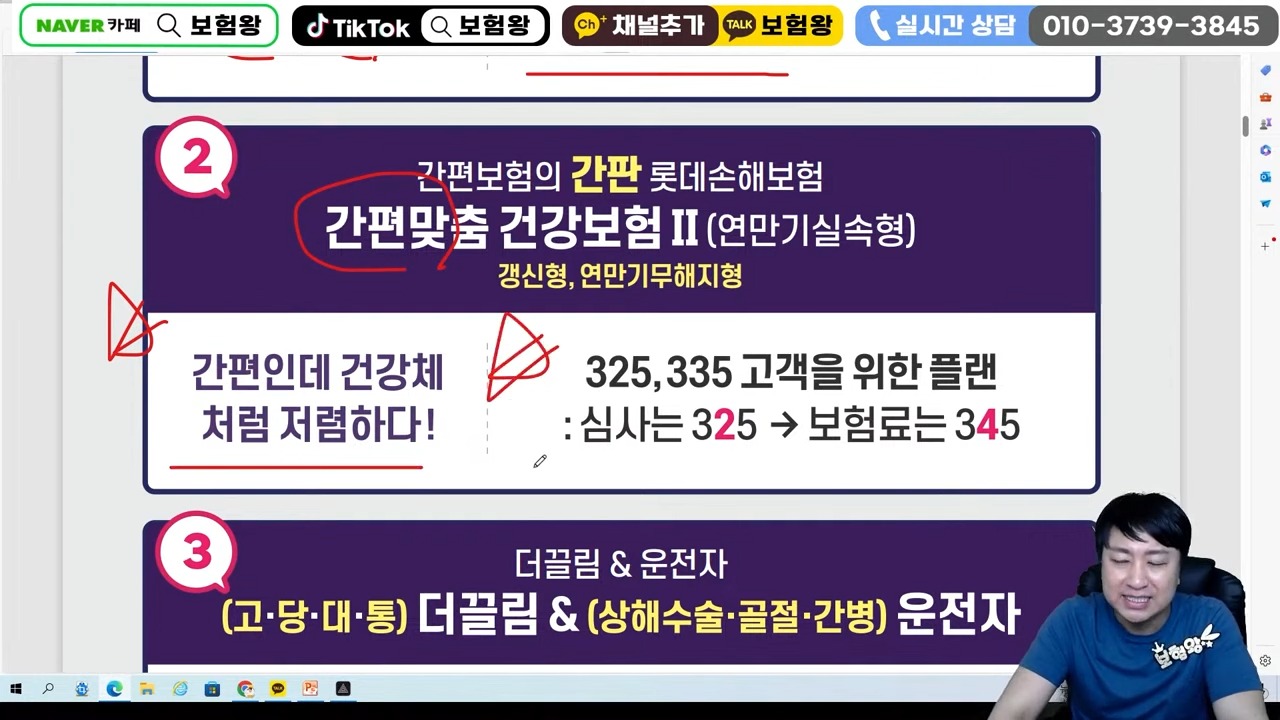 NAVER 카페 보험왕
TikTok 보험왕
Ch+ 채널추가 TALK 보험왕
실시간 상담 010-3739-3845
2
간편보험의 간판 롯데손해보험
간편맞춤 건강보험 II (연만기실속형)
갱신형, 연만기무해지형
간편인데 건강체
처럼 저렴하다!
325, 335 고객을 위한 플랜
: 심사는 325 → 보험료는 345
3
더끌림 & 운전자
(고·당·대·통) 더끌림 & (상해수술·골절·간병) 운전자
보험왕